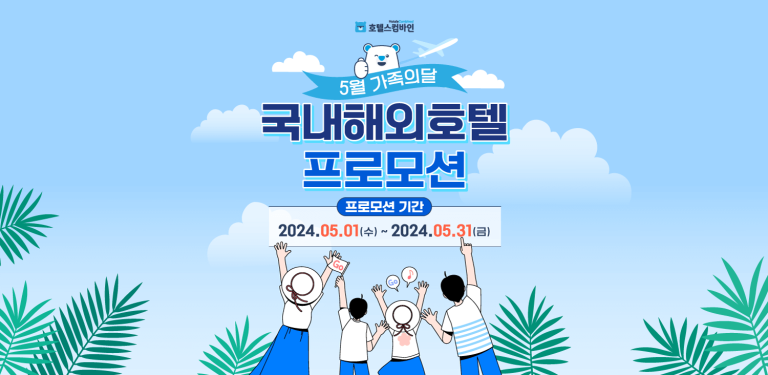 호텔스컴바인
5월 가족의달
국내해외호텔
프로모션
프로모션 기간
2024.05.01(수) ~ 2024.05.31(금)
Go